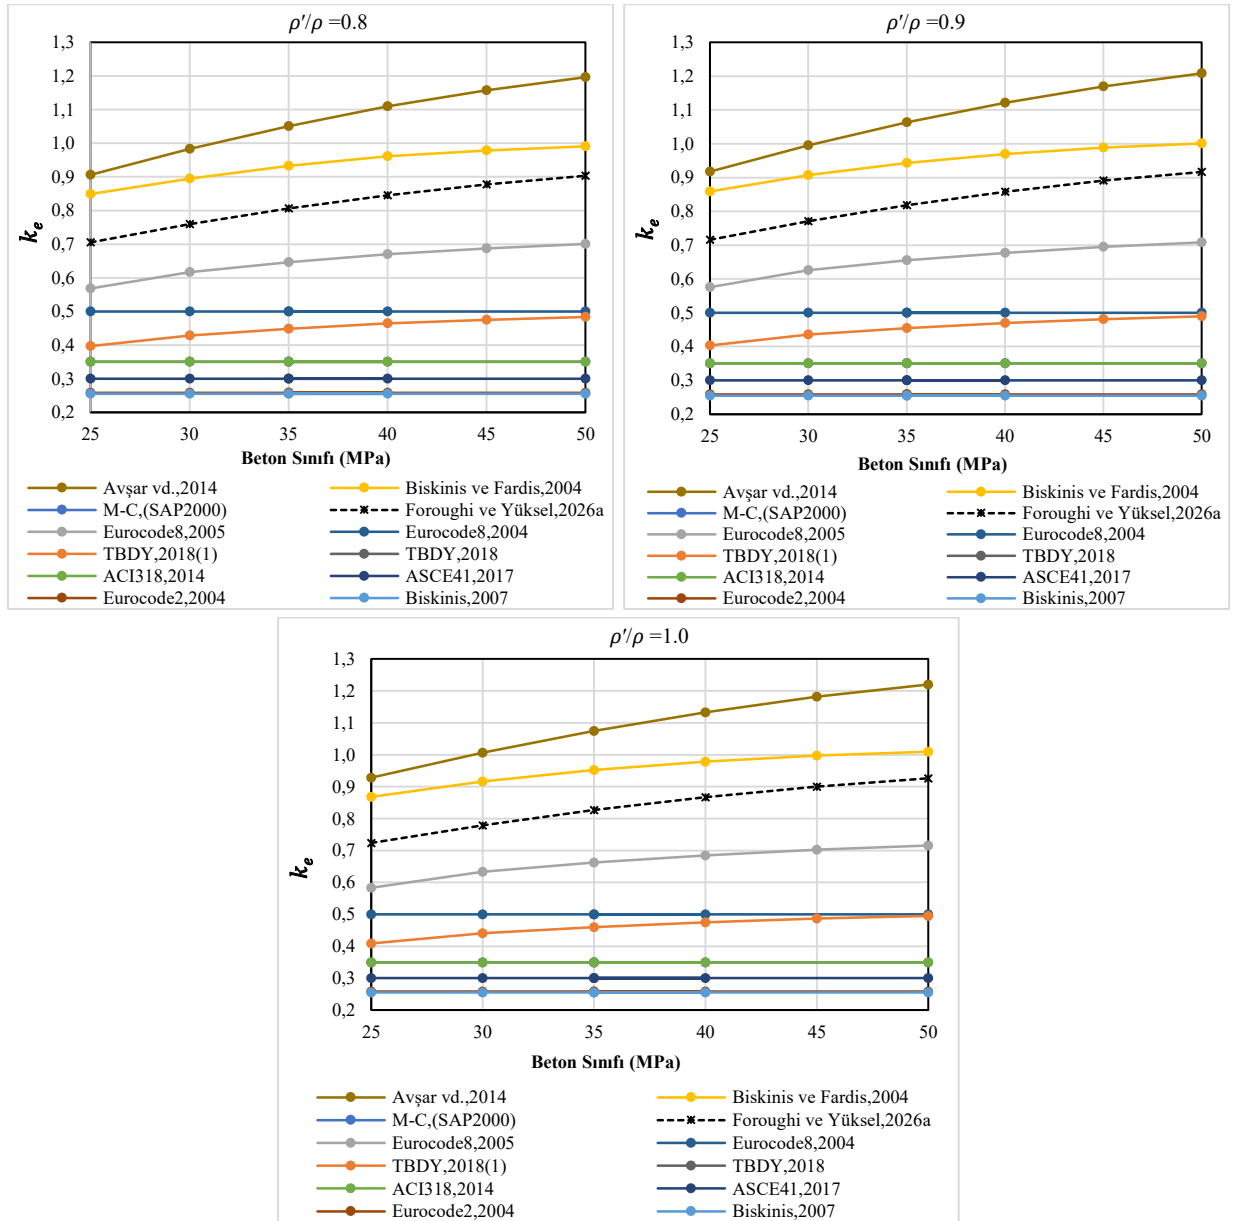 ρ′/ρ =0.8
1,3
1,2
1,1
1,0
0,9
0,8
0,7
0,6
0,5
0,4
0,3
0,2
k_e
25 30 35 40 45 50
Beton Sınıfı (MPa)
Avşar vd.,2014 Biskinis ve Fardis,2004
M-C,(SAP2000) Foroughi ve Yüksel,2026a
Eurocode8,2005 Eurocode8,2004
TBDY,2018(1) TBDY,2018
ACI318,2014 ASCE41,2017
Eurocode2,2004 Biskinis,2007
ρ′/ρ =0.9
1,3
1,2
1,1
1,0
0,9
0,8
0,7
0,6
0,5
0,4
0,3
0,2
k_e
25 30 35 40 45 50
Beton Sınıfı (MPa)
Avşar vd.,2014 Biskinis ve Fardis,2004
M-C,(SAP2000) Foroughi ve Yüksel,2026a
Eurocode8,2005 Eurocode8,2004
TBDY,2018(1) TBDY,2018
ACI318,2014 ASCE41,2017
Eurocode2,2004 Biskinis,2007
ρ′/ρ =1.0
1,3
1,2
1,1
1,0
0,9
0,8
0,7
0,6
0,5
0,4
0,3
0,2
k_e
25 30 35 40 45 50
Beton Sınıfı (MPa)
Avşar vd.,2014 Biskinis ve Fardis,2004
M-C,(SAP2000) Foroughi ve Yüksel,2026a
Eurocode8,2005 Eurocode8,2004
TBDY,2018(1) TBDY,2018
ACI318,2014 ASCE41,2017
Eurocode2,2004 Biskinis,2007